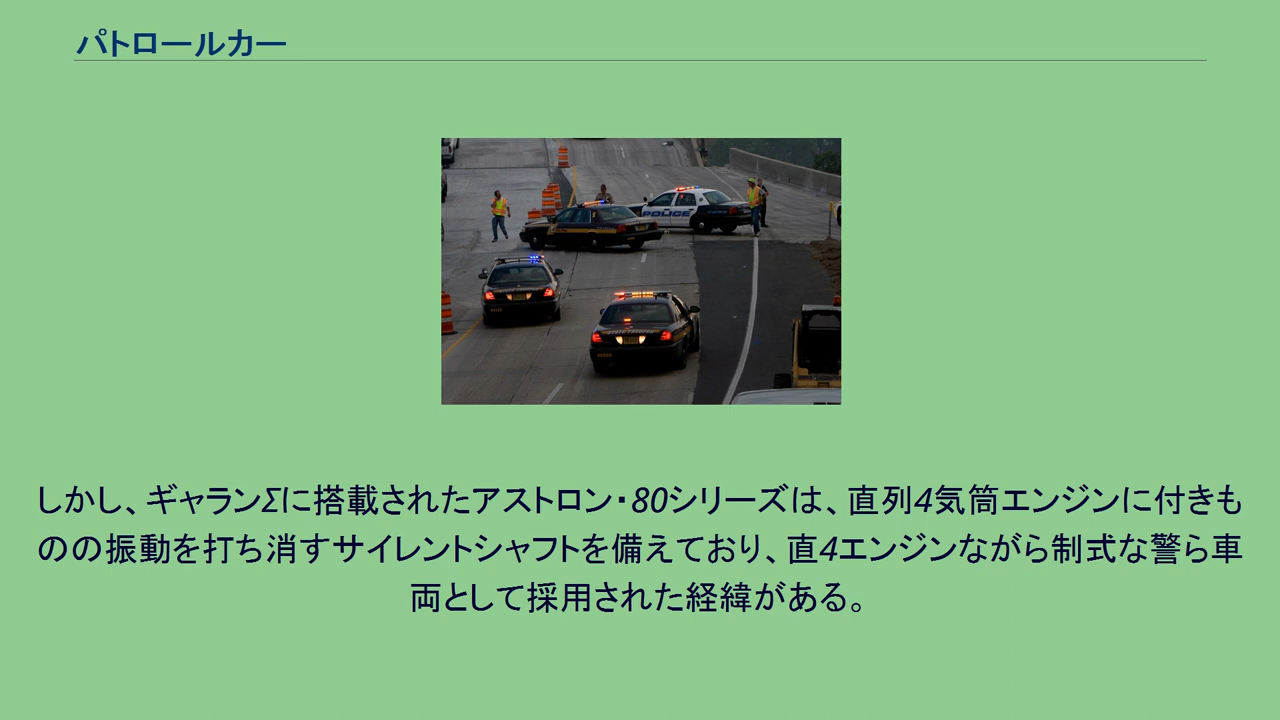 パトロールカー
POLICE
しかし、ギャランΣに搭載されたアストロン・80シリーズは、直列4気筒エンジンに付きも
のの振動を打ち消すサイレントシャフトを備えており、直4エンジンながら制式な警ら車
両として採用された経緯がある。